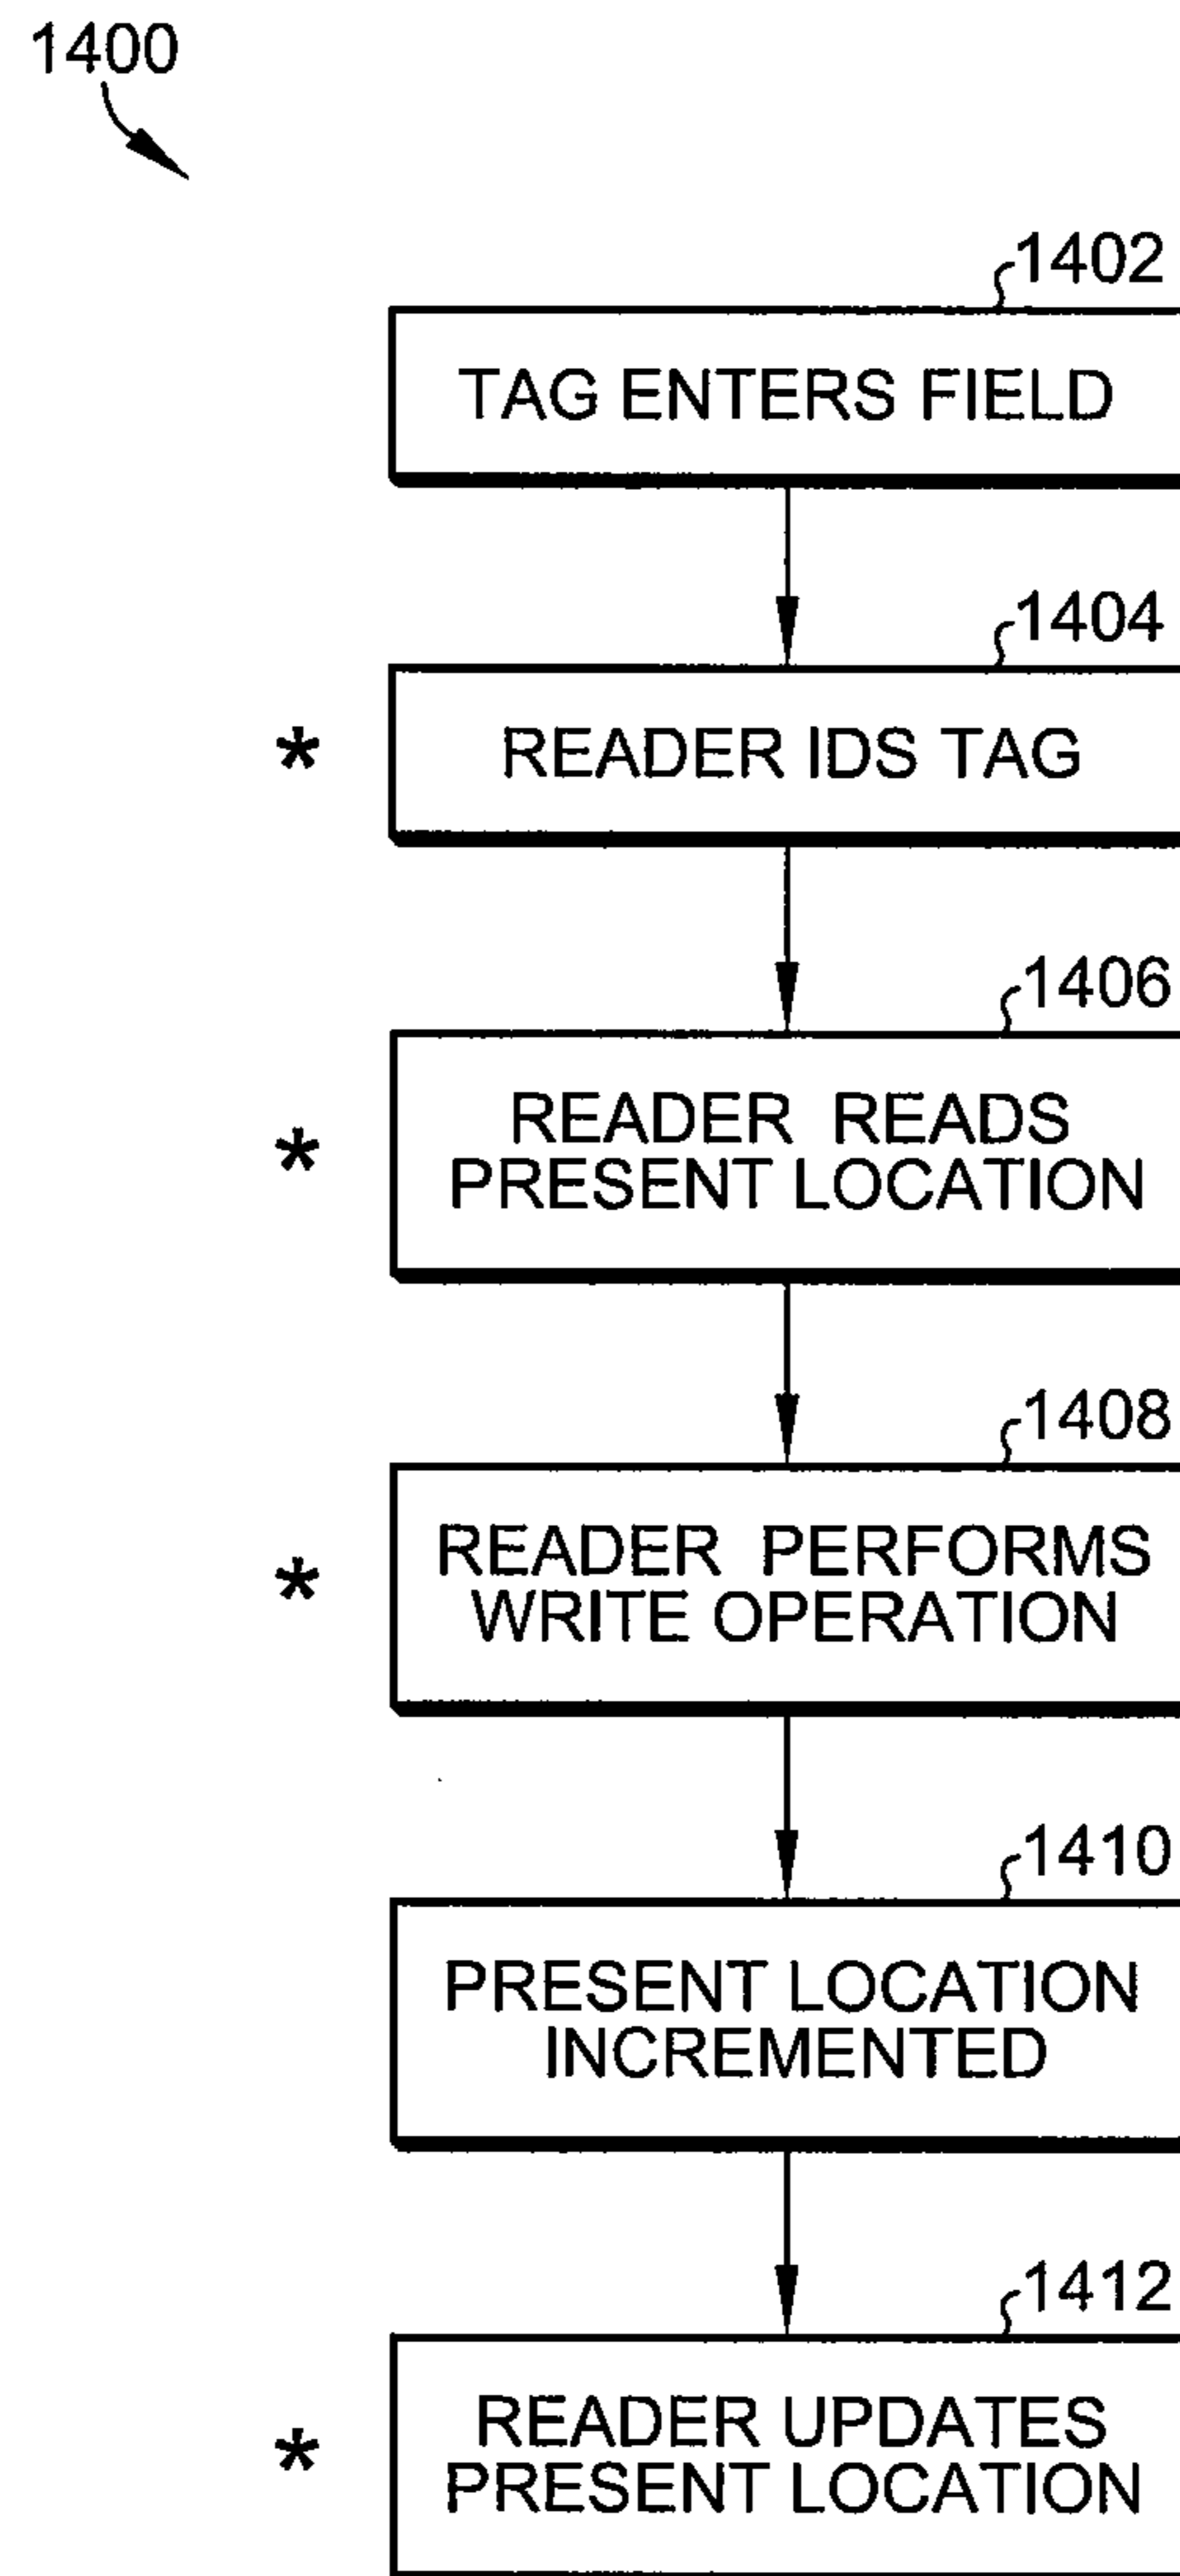 1400
1402
TAG ENTERS FIELD
1404
* READER IDS TAG
1406
READER READS
* PRESENT LOCATION
1408
READER PERFORMS
* WRITE OPERATION
1410
PRESENT LOCATION
INCREMENTED
1412
READER UPDATES
* PRESENT LOCATION